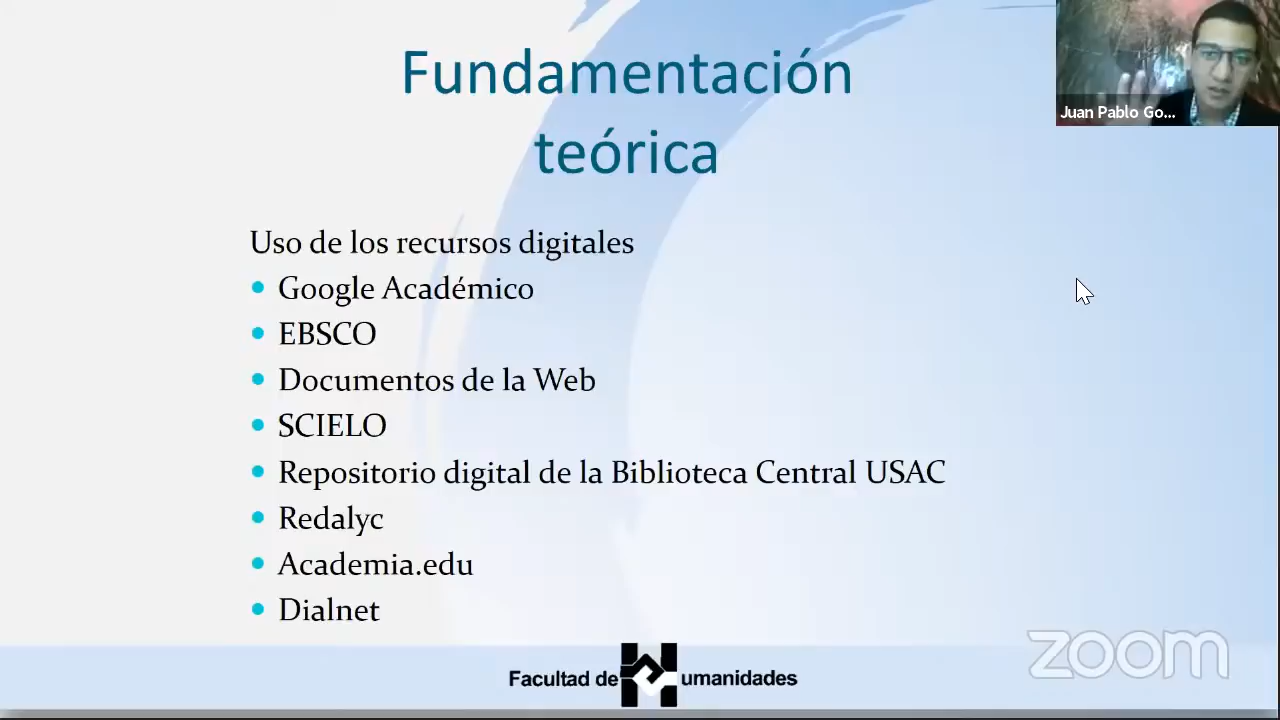 Fundamentación
teórica
Juan Pablo Go...
Uso de los recursos digitales
Google Académico
EBSCO
Documentos de la Web
SCIELO
Repositorio digital de la Biblioteca Central USAC
Redalyc
Academia.edu
Dialnet
Facultad de Humanidades
zoom